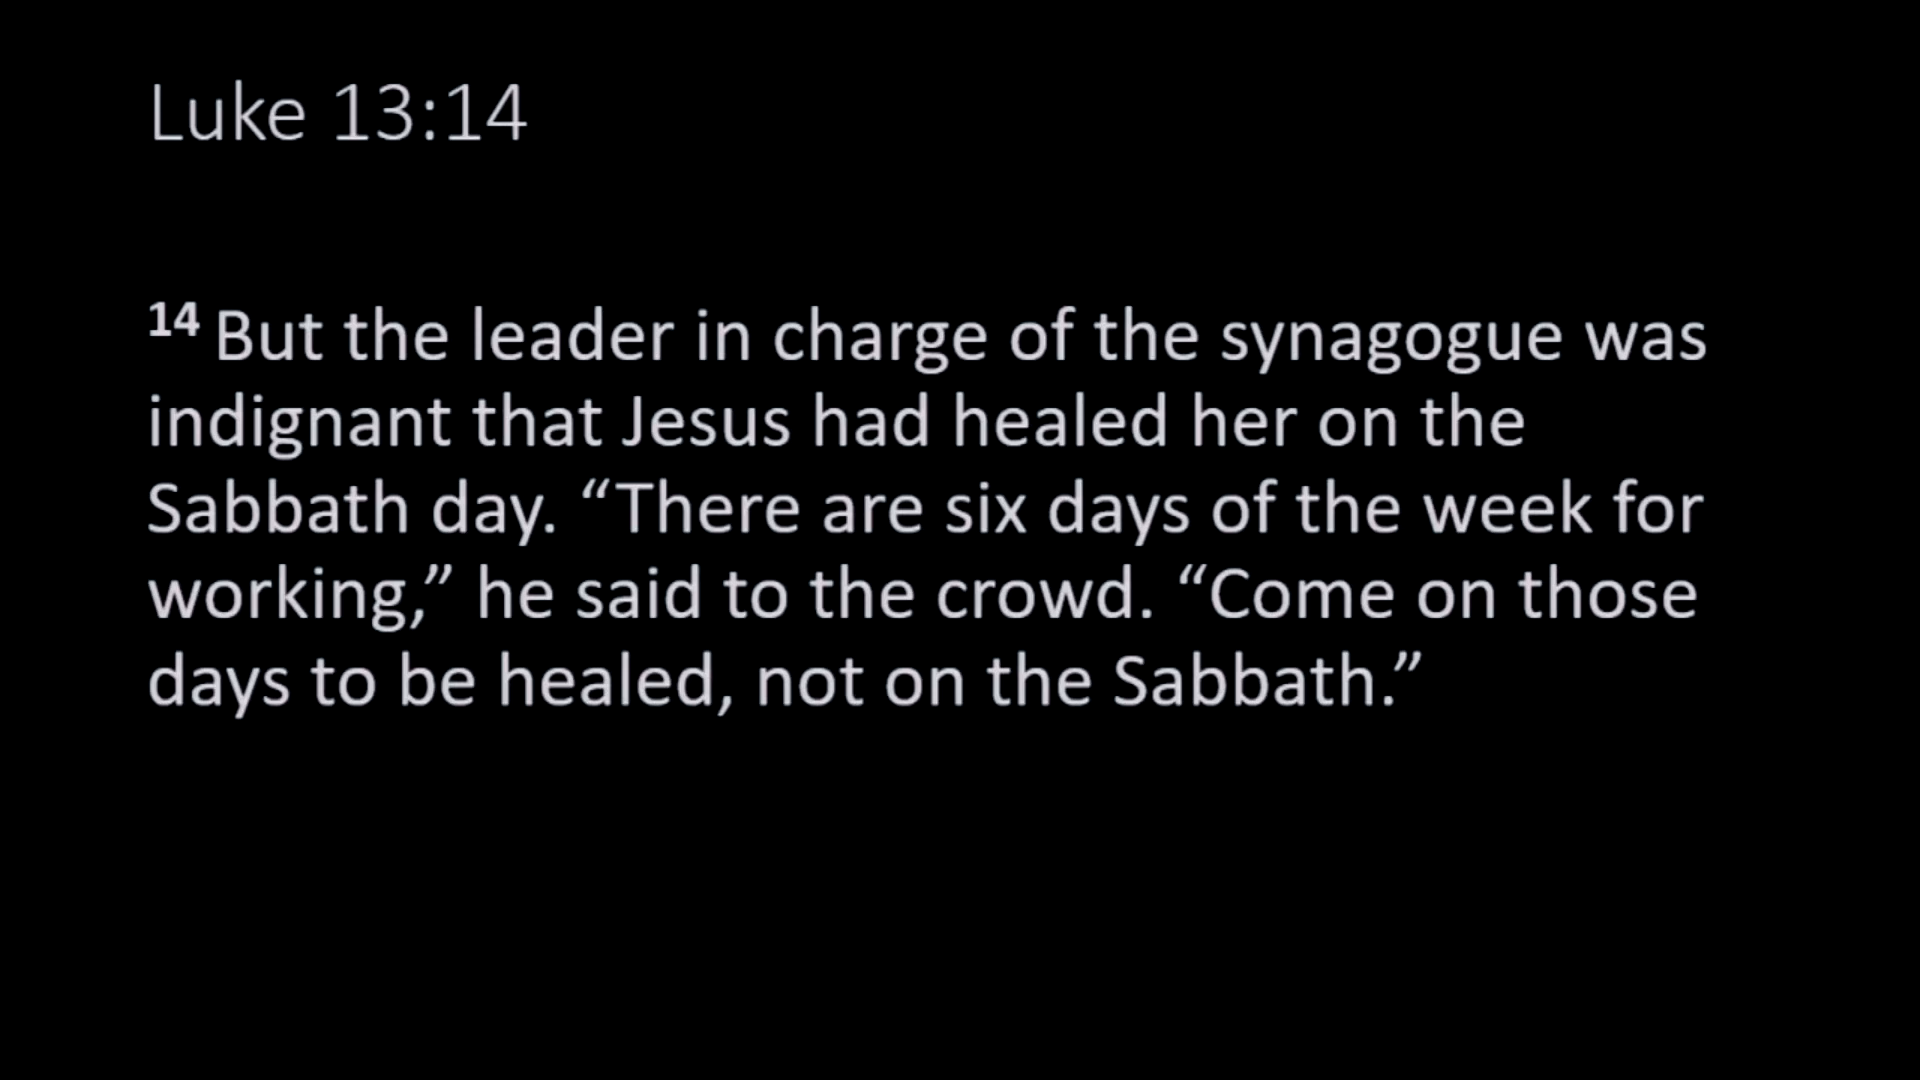 Luke 13:14
14 But the leader in charge of the synagogue was
indignant that Jesus had healed her on the
Sabbath day. “There are six days of the week for
working,” he said to the crowd. “Come on those
days to be healed, not on the Sabbath.”